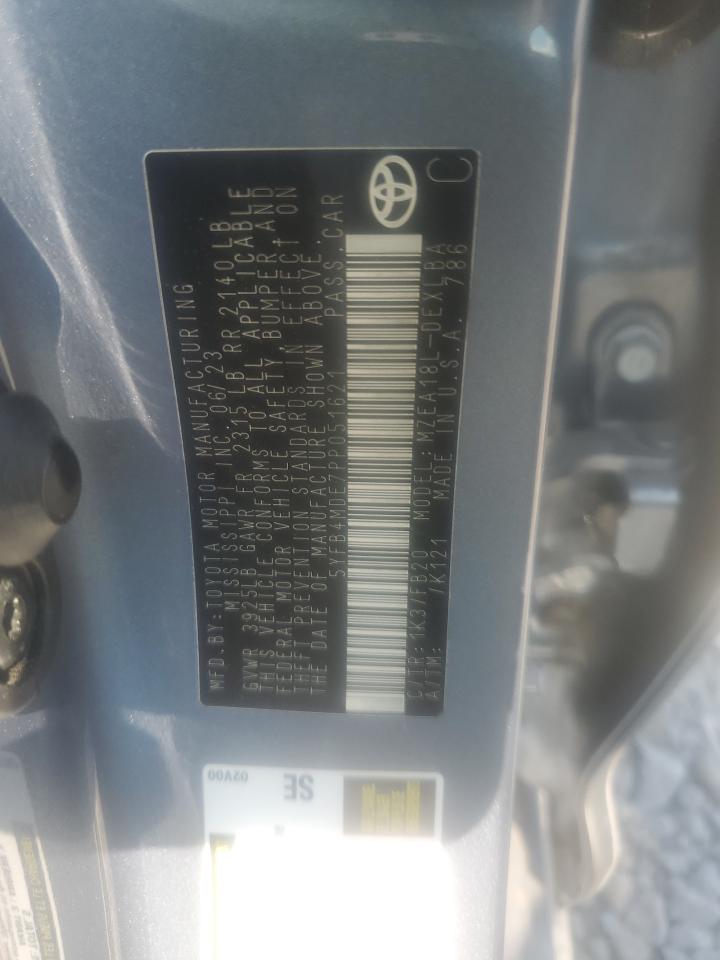 MFD.BY:TOYOTA MOTOR MANUFACTURING
MISSISSIPPI INC. 06/23
GVWR 3925LB GAWR FR 2315 LB RR 2140LB
THIS VEHICLE CONFORMS TO ALL APPLICABLE
FEDERAL MOTOR VEHICLE SAFETY, BUMPER AND
THEFT PREVENTION STANDARDS IN EFFECT ON
THE DATE OF MANUFACTURE SHOWN ABOVE.
5YFB4MDE7PP051621 PASS.CAR
C/TR:1K3/FB20 MODEL:MZEA18L-DEXLBA
A/TM: /K121 MADE IN U.S.A. 786
C
SE
02V00